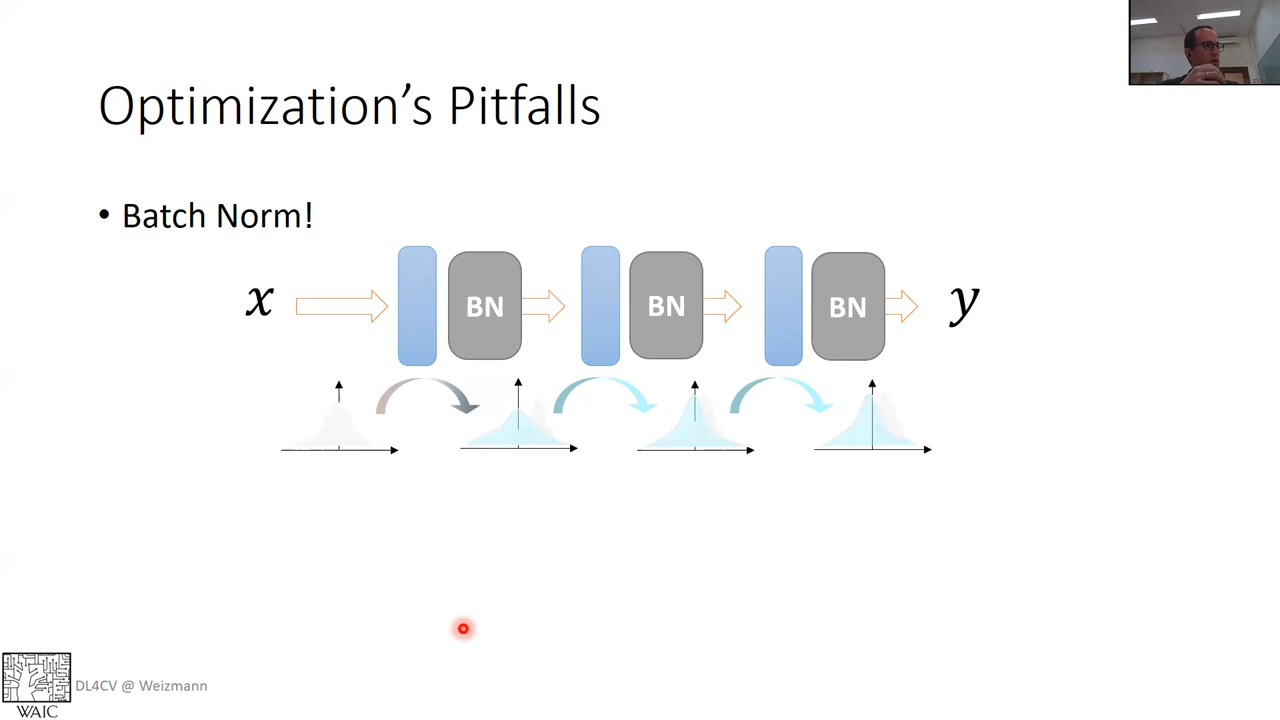 Optimization's Pitfalls
• Batch Norm!
x BN BN BN y
DL4CV @ Weizmann
WAIC